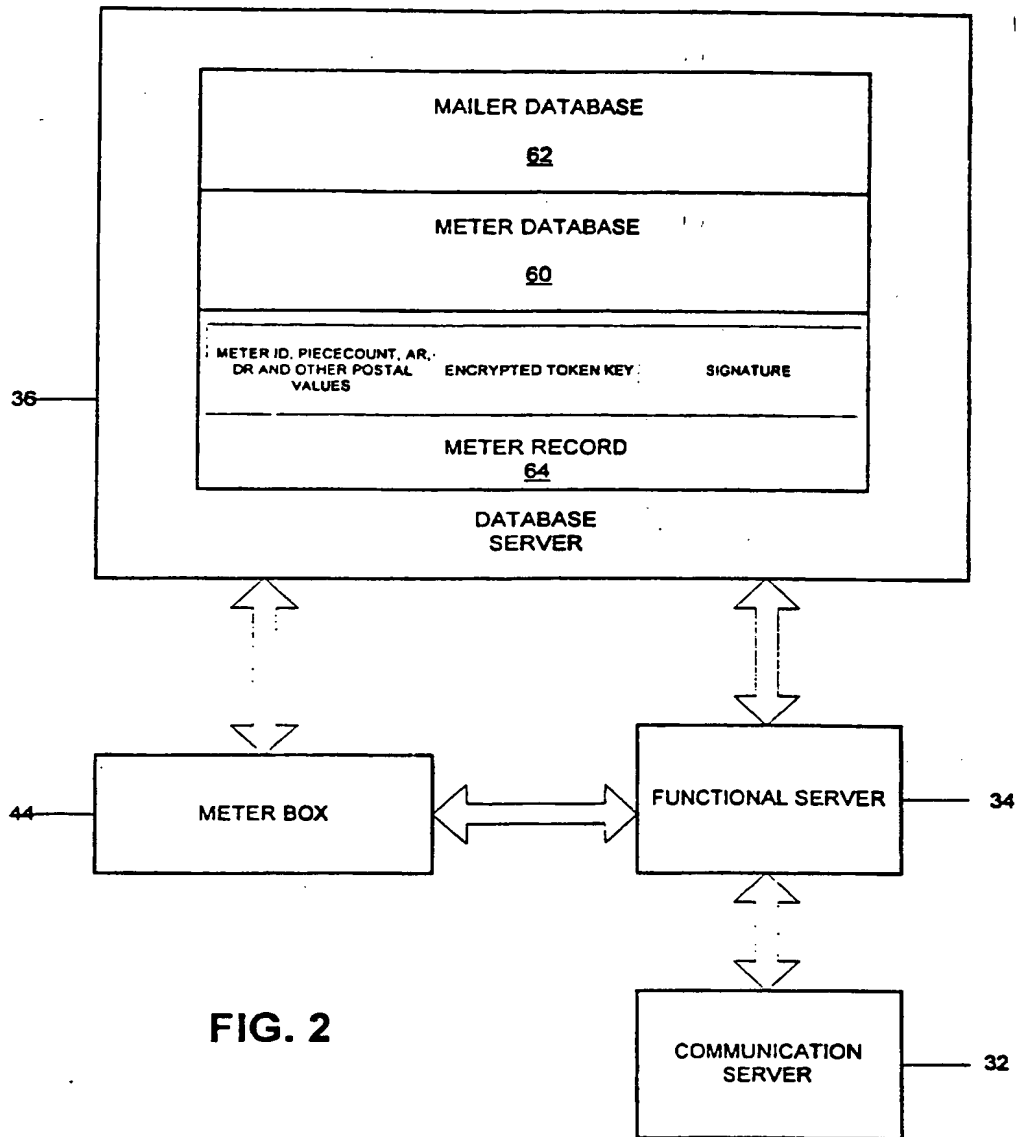 MAILER DATABASE
62
METER DATABASE
60
METER ID, PIECECOUNT, AR,
DR AND OTHER POSTAL
VALUES
ENCRYPTED TOKEN KEY
SIGNATURE
METER RECORD
64
DATABASE
SERVER
36
METER BOX
44
FUNCTIONAL SERVER
34
COMMUNICATION
SERVER
32
FIG. 2